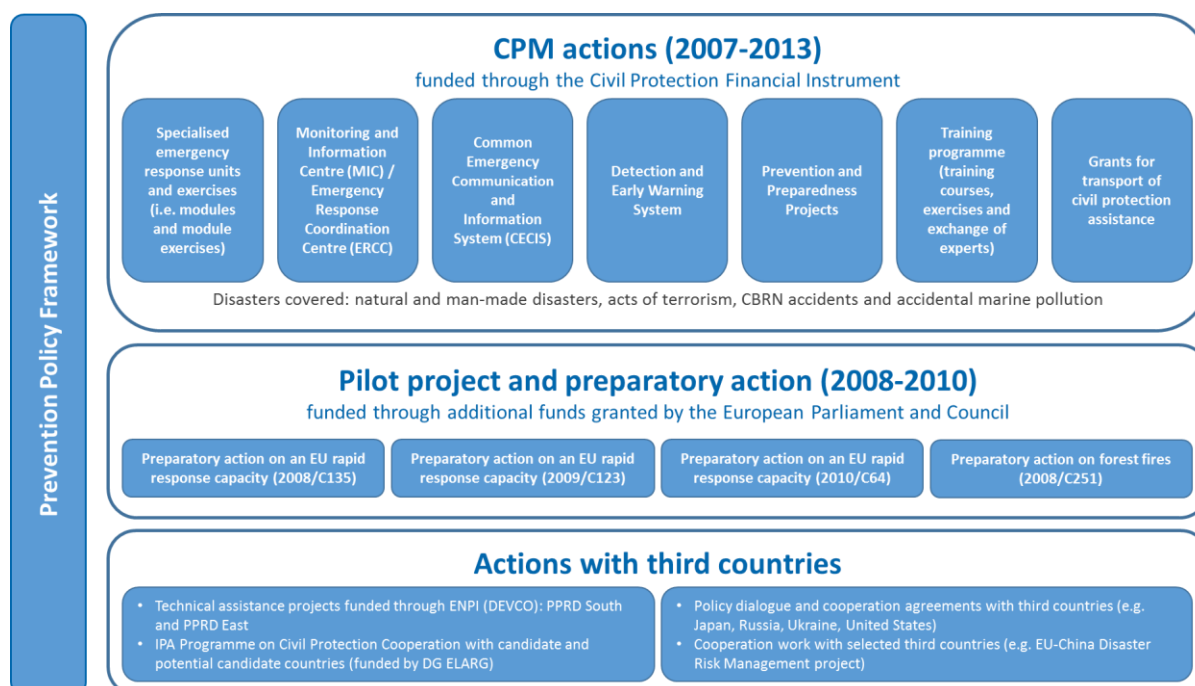 Prevention Policy Framework
CPM actions (2007-2013)
funded through the Civil Protection Financial Instrument
Specialised
emergency
response units
and exercises
(i.e. modules
and module
exercises)
Monitoring and
Information
Centre (MIC) /
Emergency
Response
Coordination
Centre (ERCC)
Common
Emergency
Communication
and
Information
System (CECIS)
Detection and
Early Warning
System
Prevention and
Preparedness
Projects
Training
programme
(training
courses,
exercises and
exchange of
experts)
Grants for
transport of
civil protection
assistance
Disasters covered: natural and man-made disasters, acts of terrorism, CBRN accidents and accidental marine pollution
Pilot project and preparatory action (2008-2010)
funded through additional funds granted by the European Parliament and Council
Preparatory action on an EU rapid
response capacity (2008/C135)
Preparatory action on an EU rapid
response capacity (2009/C123)
Preparatory action on an EU rapid
response capacity (2010/C64)
Preparatory action on forest fires
(2008/C251)
Actions with third countries
• Technical assistance projects funded through ENPI (DEVCO): PPRD South
and PPRD East
• IPA Programme on Civil Protection Cooperation with candidate and
potential candidate countries (funded by DG ELARG)
• Policy dialogue and cooperation agreements with third countries (e.g.
Japan, Russia, Ukraine, United States)
• Cooperation work with selected third countries (e.g. EU-China Disaster
Risk Management project)